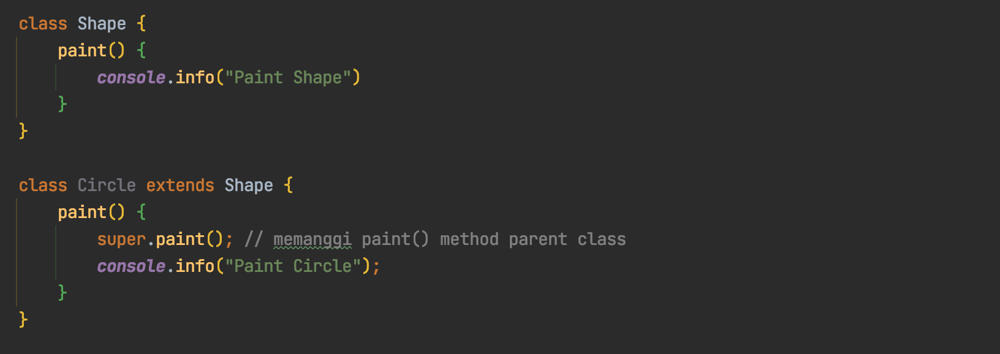 class Shape {
    paint() {
        console.info("Paint Shape")
    }
}

class Circle extends Shape {
    paint() {
        super.paint(); // memanggi paint() method parent class
        console.info("Paint Circle");
    }
}